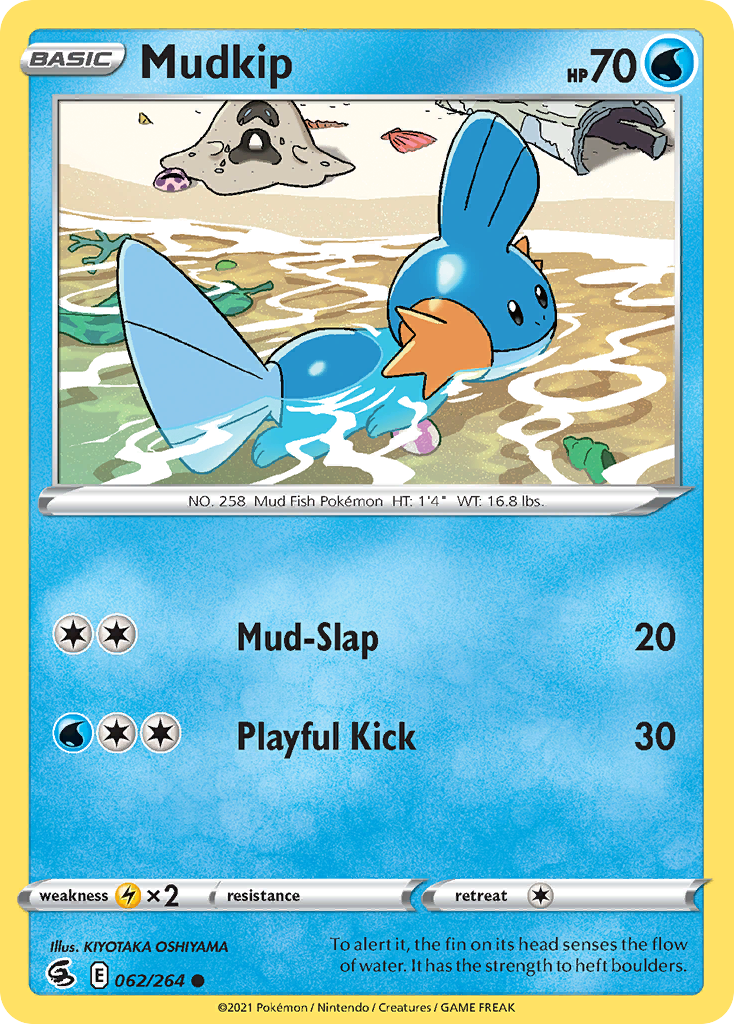 BASIC Mudkip HP 70
NO. 258 Mud Fish Pokémon HT: 1'4" WT: 16.8 lbs.
Mud-Slap 20
Playful Kick 30
weakness ×2 resistance retreat
Illus. KIYOTAKA OSHIYAMA
To alert it, the fin on its head senses the flow
of water. It has the strength to heft boulders.
E 062/264
©2021 Pokémon / Nintendo / Creatures / GAME FREAK